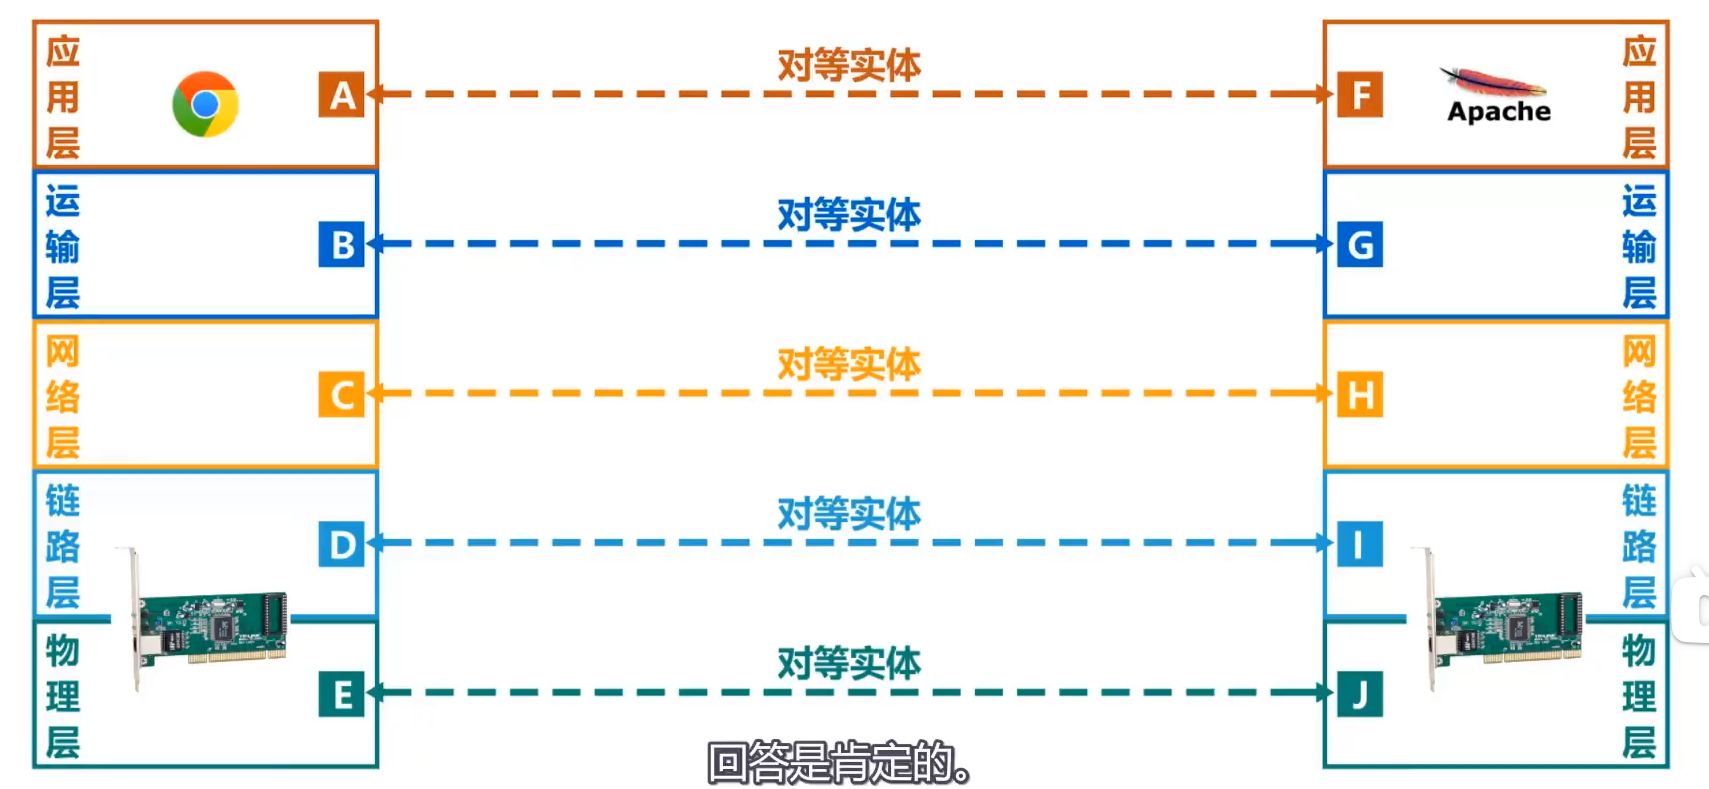 应用层
A
对等实体
F
Apache
应用层
运输层
B
对等实体
G
运输层
网络层
C
对等实体
H
网络层
链路层
D
对等实体
I
链路层
物理层
E
对等实体
J
物理层
回答是肯定的。